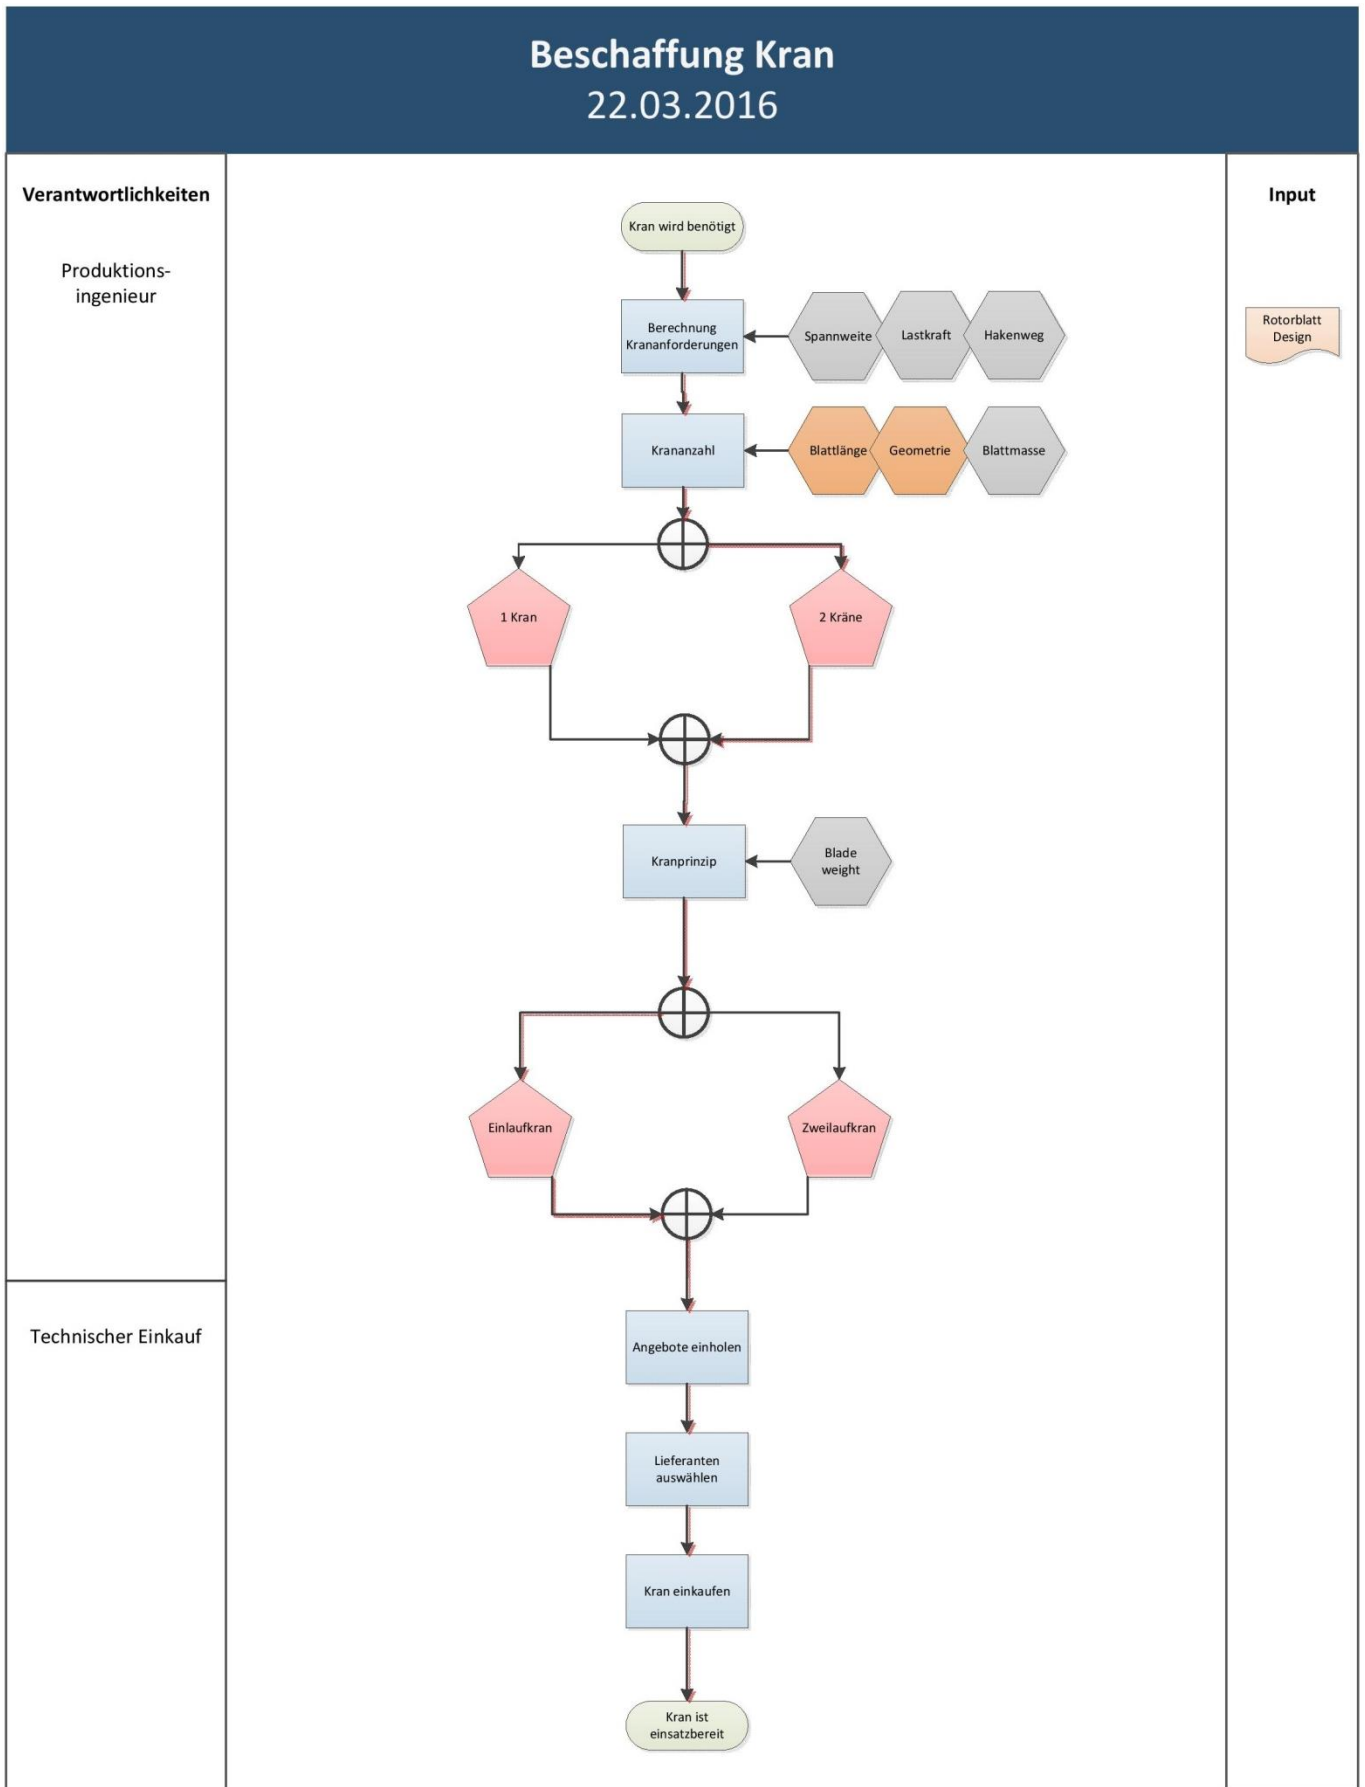 Beschaffung Kran
22.03.2016
Verantwortlichkeiten
Input
Produktions-
ingenieur
Kran wird benötigt
Berechnung
Krananforderungen
Spannweite
Lastkraft
Hakenweg
Rotorblatt
Design
Krananzahl
Blattlänge
Geometrie
Blattmasse
1 Kran
2 Kräne
Kranprinzip
Blade
weight
Einlaufkran
Zweilaufkran
Technischer Einkauf
Angebote einholen
Lieferanten
auswählen
Kran einkaufen
Kran ist
einsatzbereit